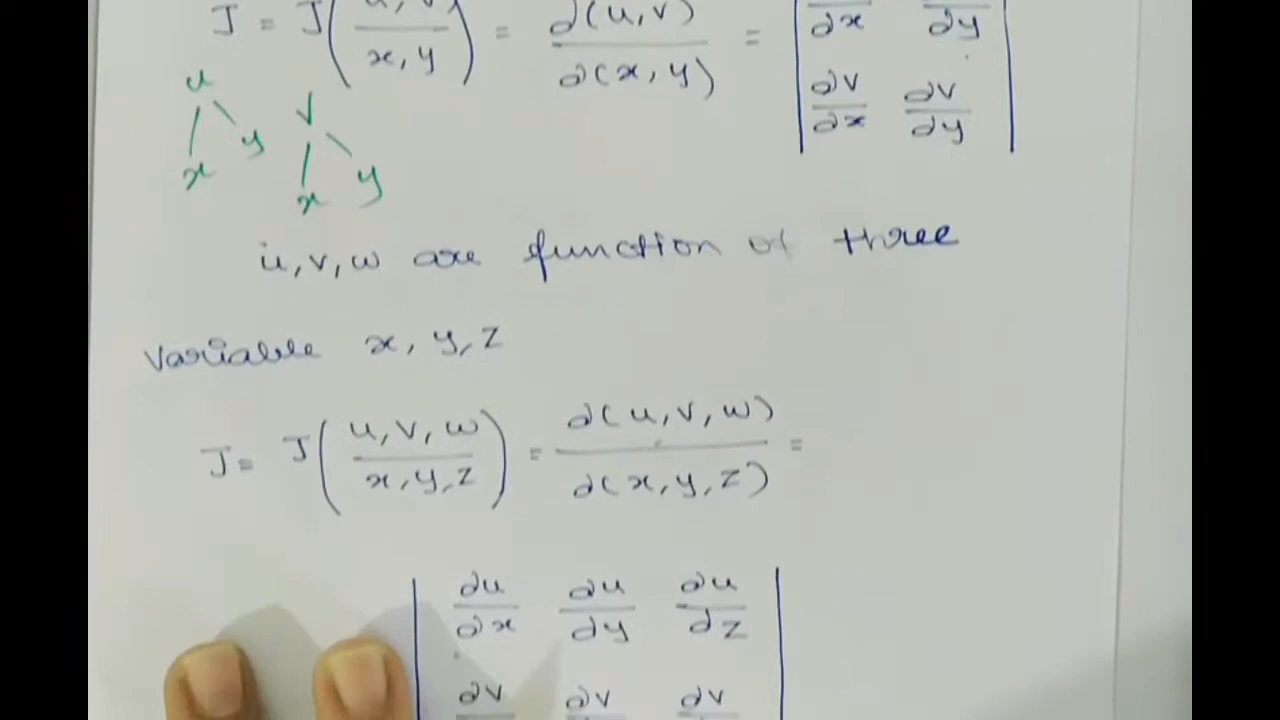 J = J(u, v / x, y) = ∂(u, v) / ∂(x, y) = | ∂x ∂y
∂v/∂x ∂v/∂y |
u
x y
v
x y
u, v, w are function of three
variable x, y, z
J = J(u, v, w / x, y, z) = ∂(u, v, w) / ∂(x, y, z) =
| ∂u/∂x ∂u/∂y ∂u/∂z |
∂v ∂v ∂v